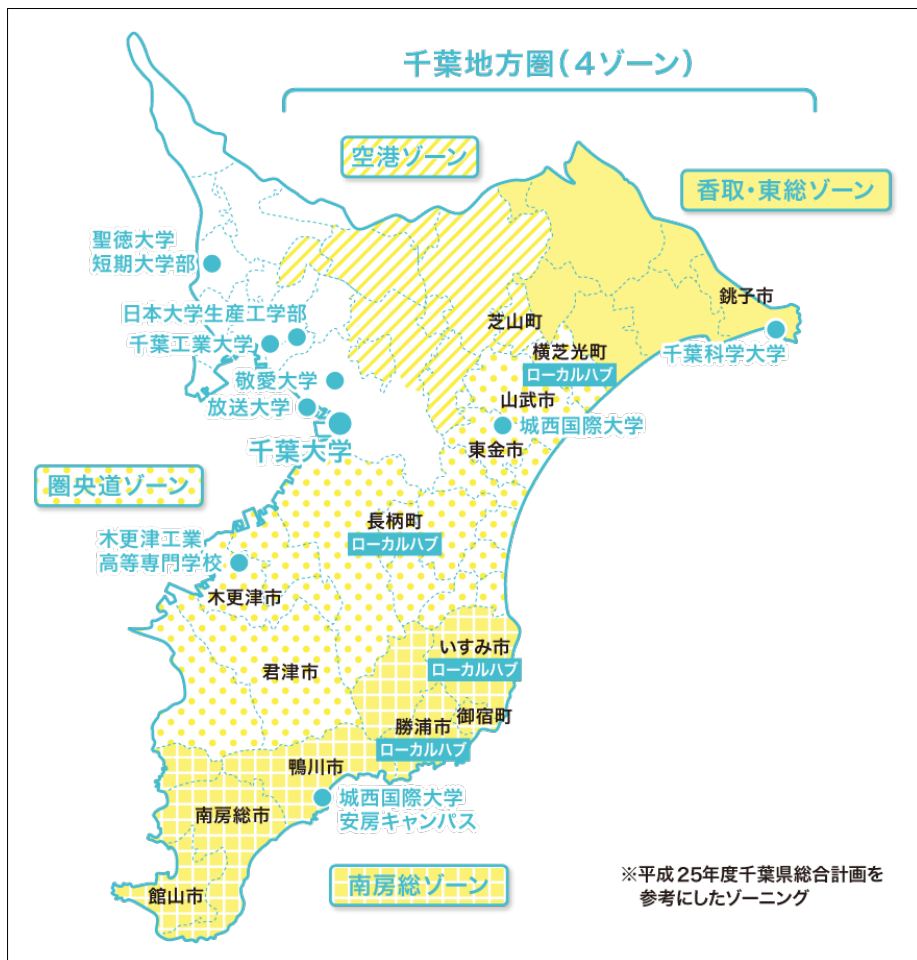 千葉地方圏（4ゾーン）
空港ゾーン
香取・東総ゾーン
聖徳大学
短期大学部
銚子市
日本大学生産工学部
芝山町
千葉工業大学
横芝光町
千葉科学大学
ローカルハブ
敬愛大学
山武市
放送大学
城西国際大学
千葉大学
東金市
圏央道ゾーン
長柄町
ローカルハブ
木更津工業
高等専門学校
木更津市
いすみ市
ローカルハブ
君津市
御宿町
勝浦市
ローカルハブ
鴨川市
城西国際大学
安房キャンパス
南房総市
南房総ゾーン
館山市
※平成25年度千葉県総合計画を
参考にしたゾーニング